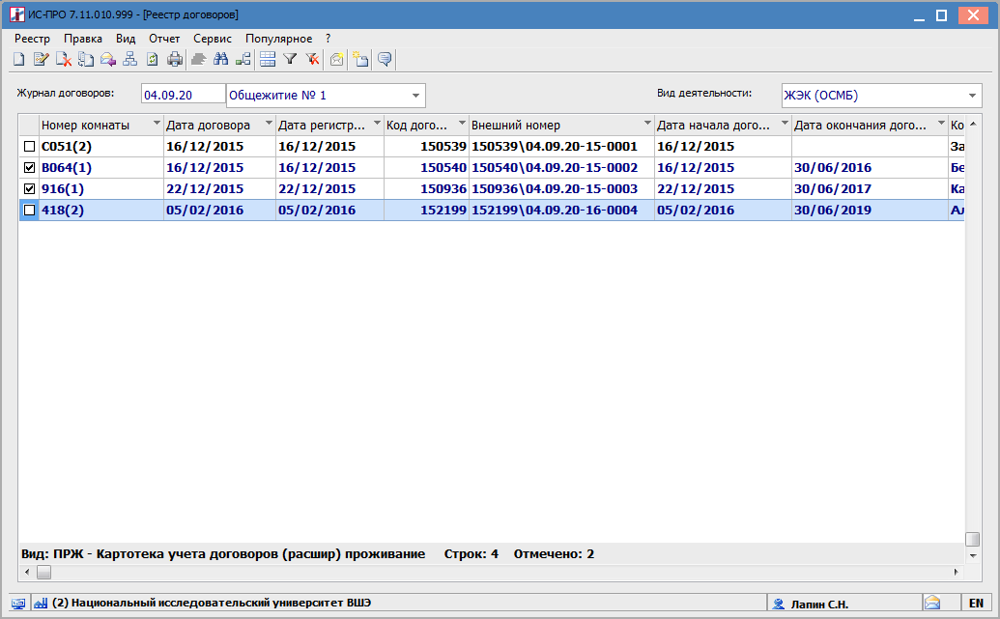 ИС-ПРО 7.11.010.999 - [Реестр договоров]
Реестр Правка Вид Отчет Сервис Популярное ?
Журнал договоров: 04.09.20 Общежитие № 1 Вид деятельности: ЖЭК (ОСМБ)
Номер комнаты Дата договора Дата регистр... Код дого... Внешний номер Дата начала дого... Дата окончания дого... Ко
C051(2) 16/12/2015 16/12/2015 150539 150539\04.09.20-15-0001 16/12/2015 За
B064(1) 16/12/2015 16/12/2015 150540 150540\04.09.20-15-0002 16/12/2015 30/06/2016 Бе
916(1) 22/12/2015 22/12/2015 150936 150936\04.09.20-15-0003 22/12/2015 30/06/2017 Ка
418(2) 05/02/2016 05/02/2016 152199 152199\04.09.20-16-0004 05/02/2016 30/06/2019 Ал
Вид: ПРЖ - Картотека учета договоров (расшир) проживание Строк: 4 Отмечено: 2
(2) Национальный исследовательский университет ВШЭ Лапин С.Н. EN